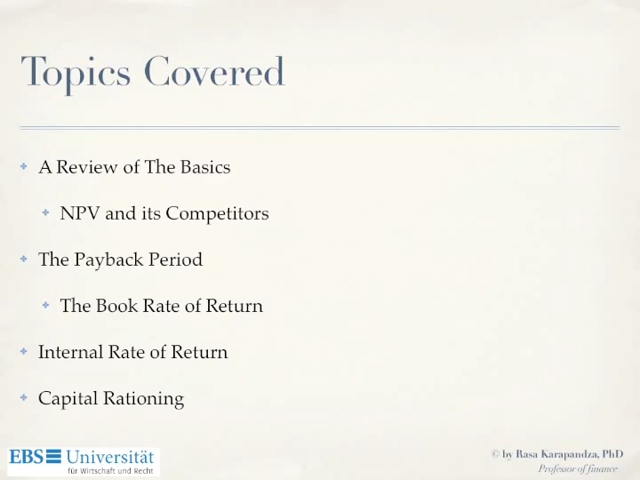 Topics Covered
A Review of The Basics
NPV and its Competitors
The Payback Period
The Book Rate of Return
Internal Rate of Return
Capital Rationing
EBS Universität
für Wirtschaft und Recht
© by Rasa Karapandza, PhD
Professor of finance